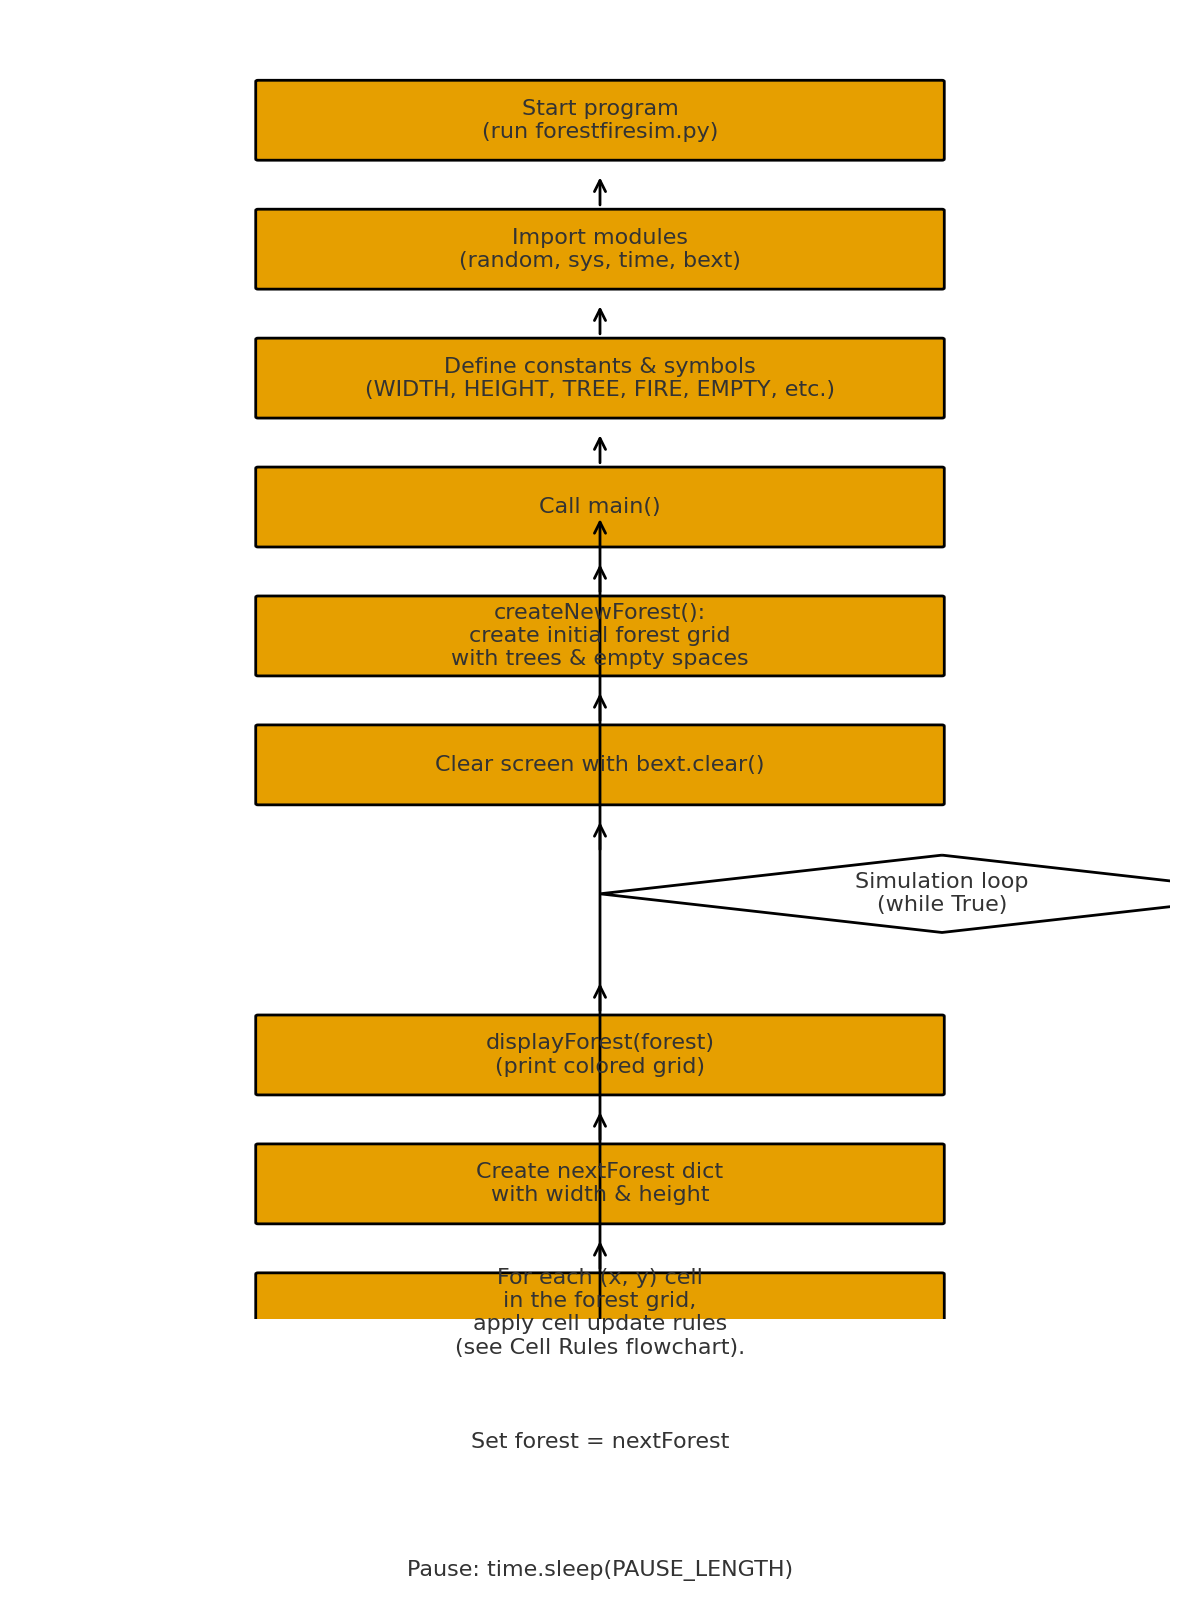 Start program
(run forestfiresim.py)
Import modules
(random, sys, time, bext)
Define constants & symbols
(WIDTH, HEIGHT, TREE, FIRE, EMPTY, etc.)
Call main()
createNewForest():
create initial forest grid
with trees & empty spaces
Clear screen with bext.clear()
Simulation loop
(while True)
displayForest(forest)
(print colored grid)
Create nextForest dict
with width & height
For each (x, y) cell
in the forest grid,
apply cell update rules
(see Cell Rules flowchart).
Set forest = nextForest
Pause: time.sleep(PAUSE_LENGTH)